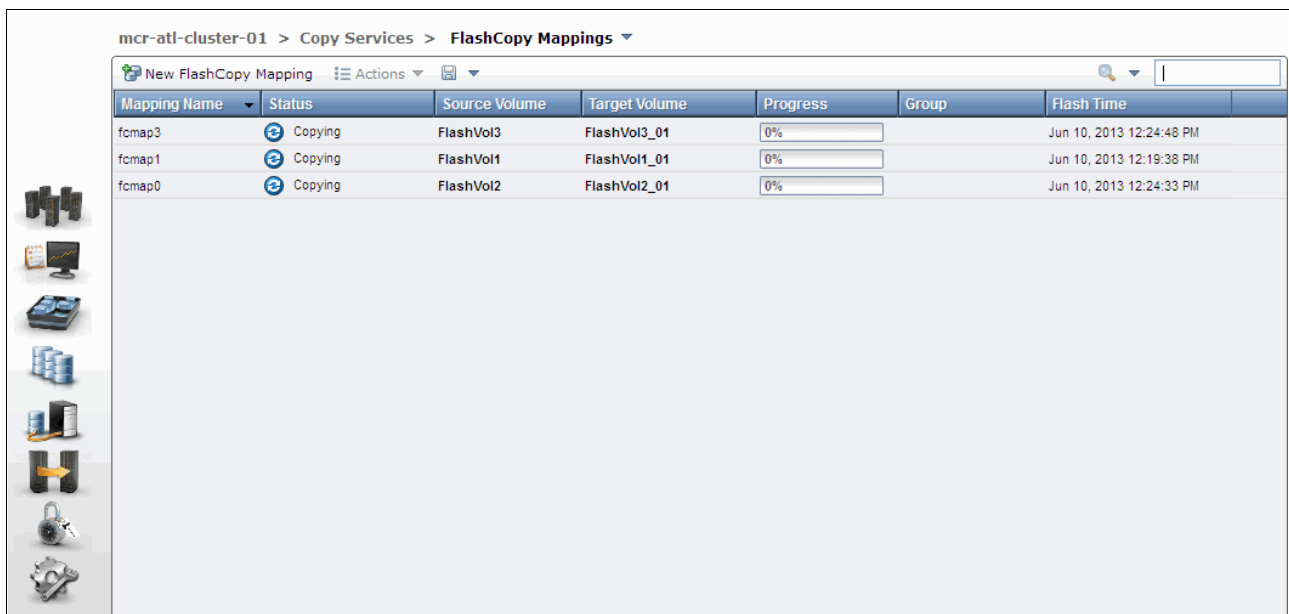 mcr-atl-cluster-01 > Copy Services > FlashCopy Mappings
New FlashCopy Mapping Actions
Mapping Name Status Source Volume Target Volume Progress Group Flash Time
fcmap3 Copying FlashVol3 FlashVol3_01 0% Jun 10, 2013 12:24:48 PM
fcmap1 Copying FlashVol1 FlashVol1_01 0% Jun 10, 2013 12:19:38 PM
fcmap0 Copying FlashVol2 FlashVol2_01 0% Jun 10, 2013 12:24:33 PM